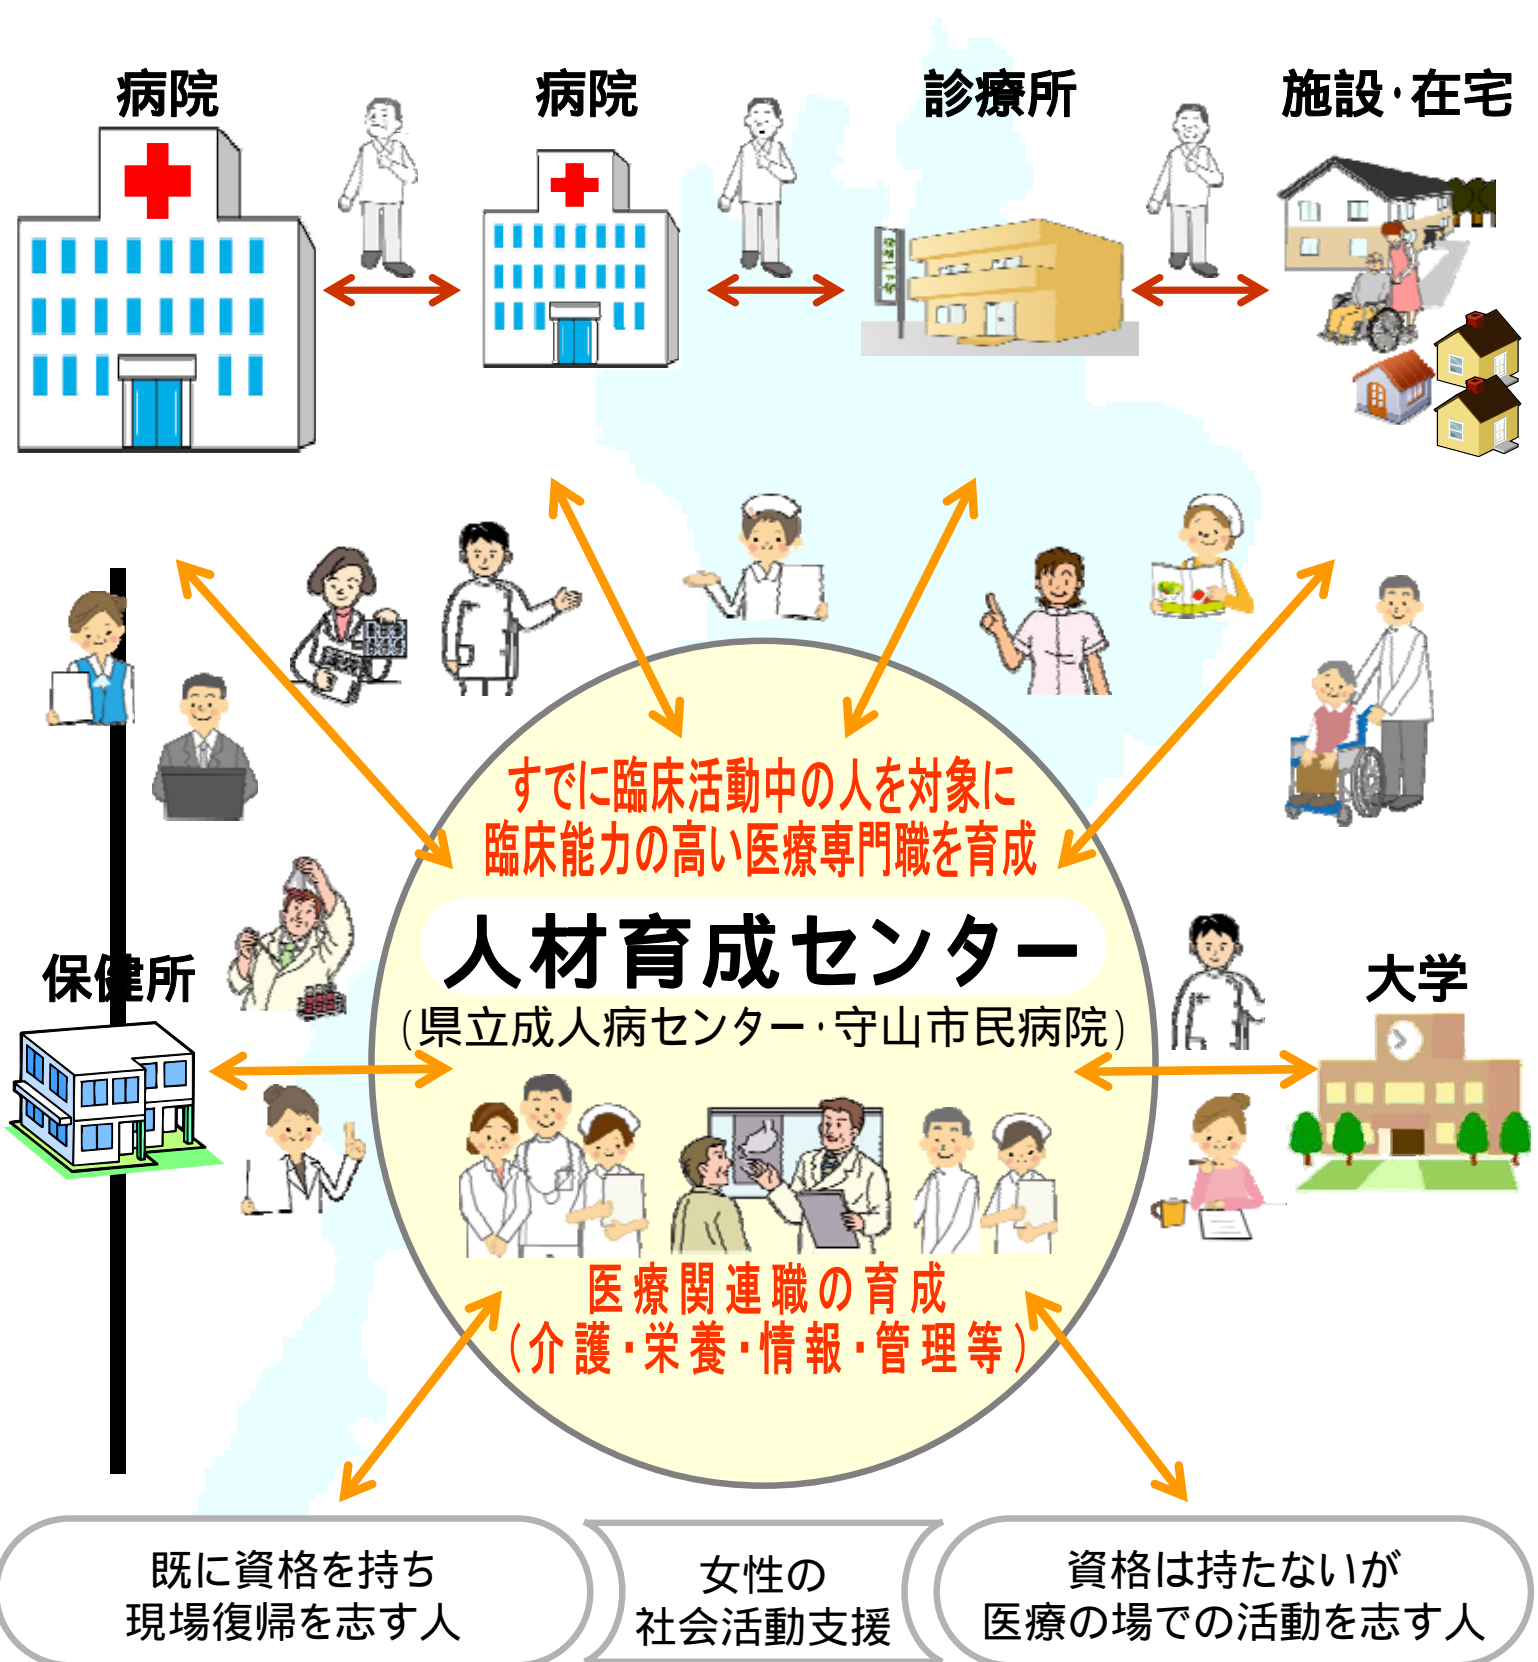 病院
病院
診療所
施設・在宅
すでに臨床活動中の人を対象に
臨床能力の高い医療専門職を育成
人材育成センター
(県立成人病センター・守山市民病院)
保健所
大学
医療関連職の育成
(介護・栄養・情報・管理等)
既に資格を持ち
現場復帰を志す人
女性の
社会活動支援
資格は持たないが
医療の場での活動を志す人